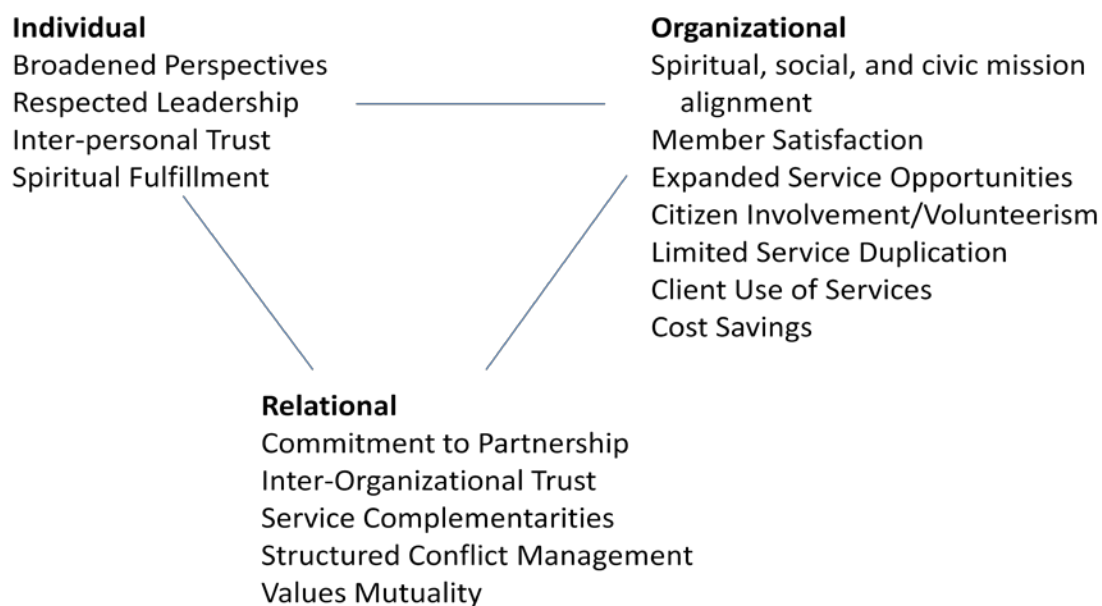 Individual
Broadened Perspectives
Respected Leadership
Inter-personal Trust
Spiritual Fulfillment
Organizational
Spiritual, social, and civic mission
alignment
Member Satisfaction
Expanded Service Opportunities
Citizen Involvement/Volunteerism
Limited Service Duplication
Client Use of Services
Cost Savings
Relational
Commitment to Partnership
Inter-Organizational Trust
Service Complementarities
Structured Conflict Management
Values Mutuality